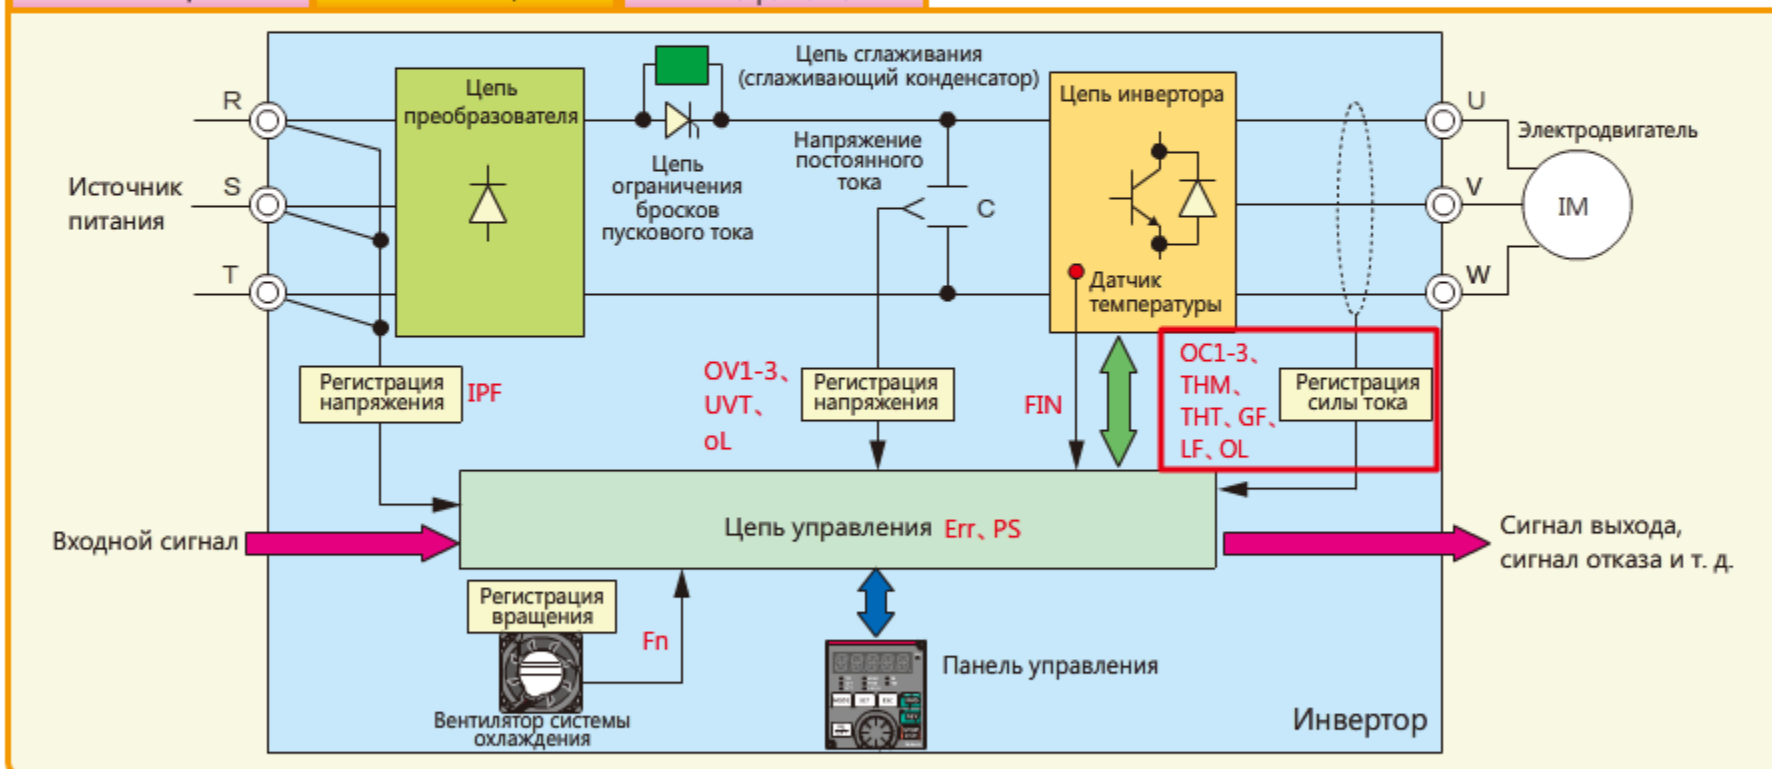 Цепь сглаживания
(сглаживающий конденсатор)
Цепь
преобразователя
Цепь инвертора
R
U
Электродвигатель
Напряжение
постоянного
тока
Цепь
ограничения
бросков
пускового тока
Источник
питания
S
C
V
IM
T
W
Датчик
температуры
Регистрация
напряжения
IPF
OV1-3、
UVT、
oL
Регистрация
напряжения
FIN
OC1-3、
THM、
THT、GF、
LF、OL
Регистрация
силы тока
Входной сигнал
Цепь управления Err、PS
Сигнал выхода,
сигнал отказа и т. д.
Регистрация
вращения
Fn
Панель управления
Вентилятор системы
охлаждения
Инвертор